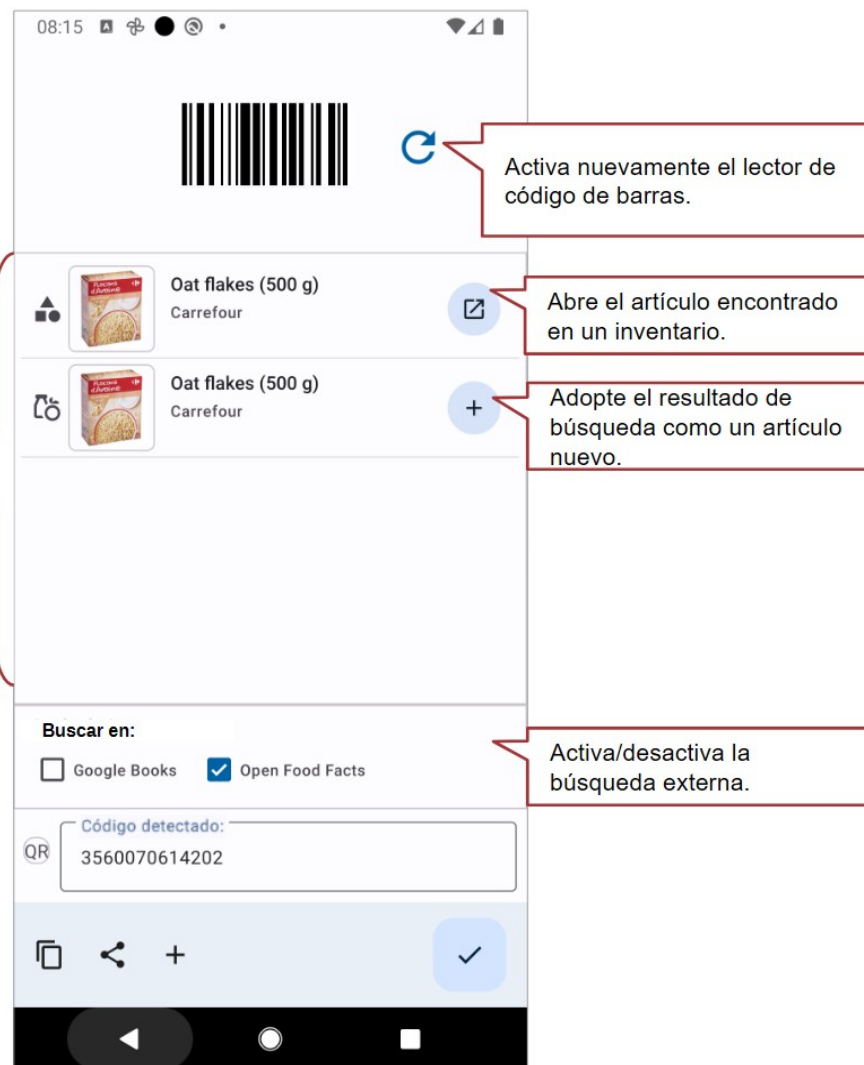 08:15
Activa nuevamente el lector de
código de barras.
Oat flakes (500 g)
Carrefour
Abre el artículo encontrado
en un inventario.
Oat flakes (500 g)
Carrefour
Adopte el resultado de
búsqueda como un artículo
nuevo.
Buscar en:
Google Books
Open Food Facts
Activa/desactiva la
búsqueda externa.
Código detectado:
QR
3560070614202